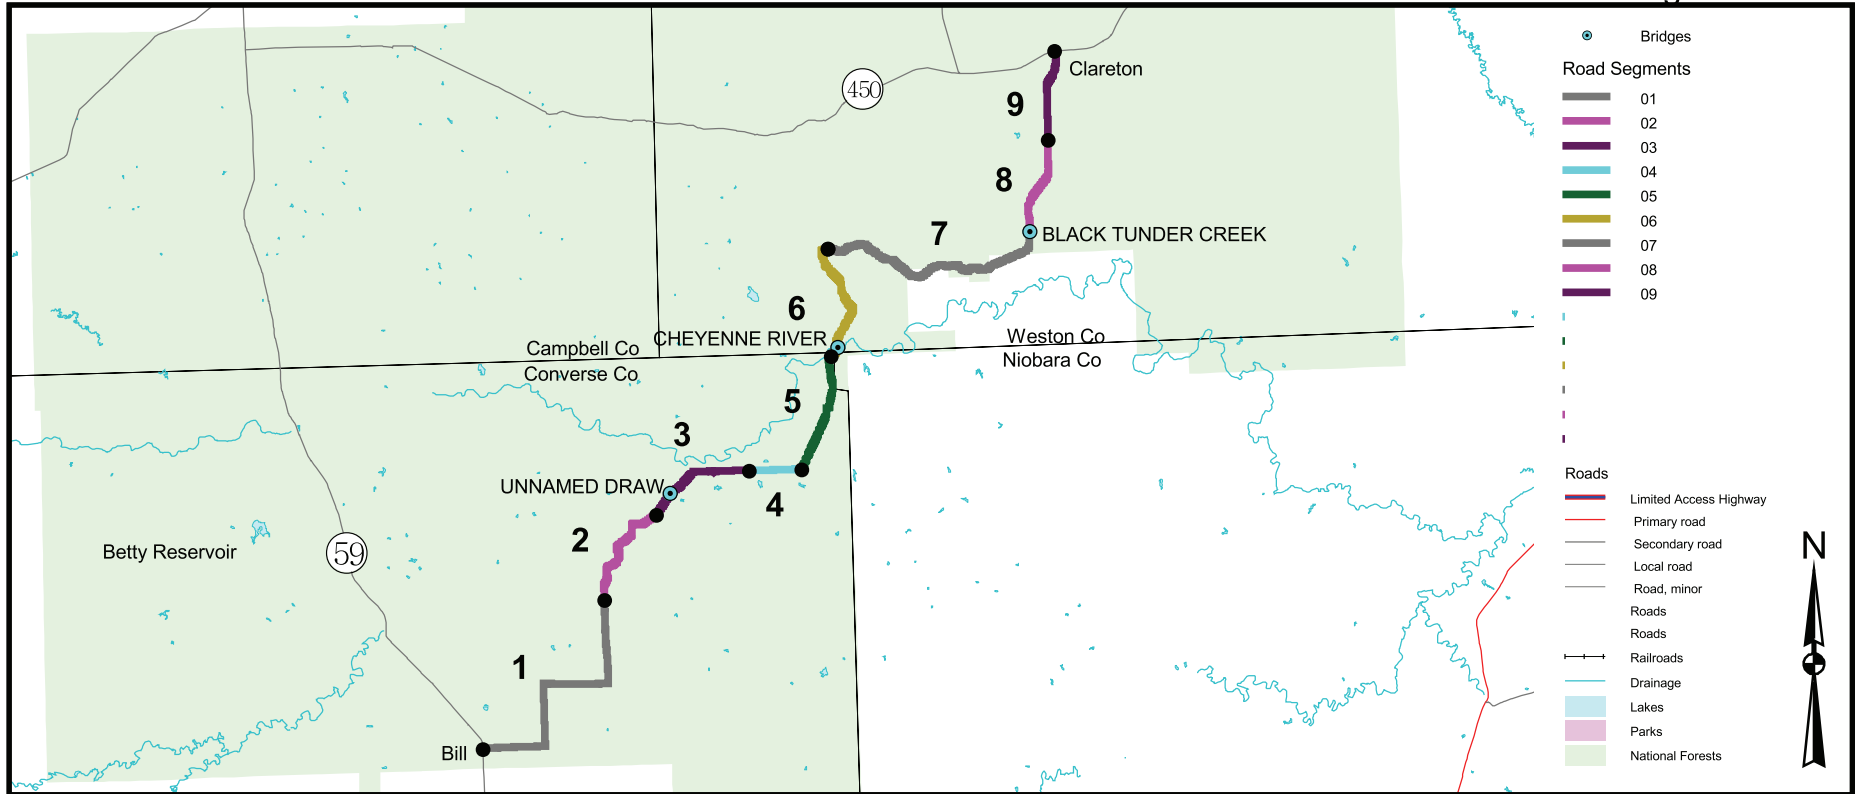 Clareton
450
9
8
BLACK TUNDER CREEK
7
6
CHEYENNE RIVER
Weston Co
Campbell Co
Niobara Co
Converse Co
5
3
UNNAMED DRAW
4
2
Betty Reservoir
59
1
Bill
Bridges
Road Segments
01
02
03
04
05
06
07
08
09
Roads
Limited Access Highway
Primary road
Secondary road
Local road
Road, minor
Roads
Roads
Railroads
Drainage
Lakes
Parks
National Forests
N